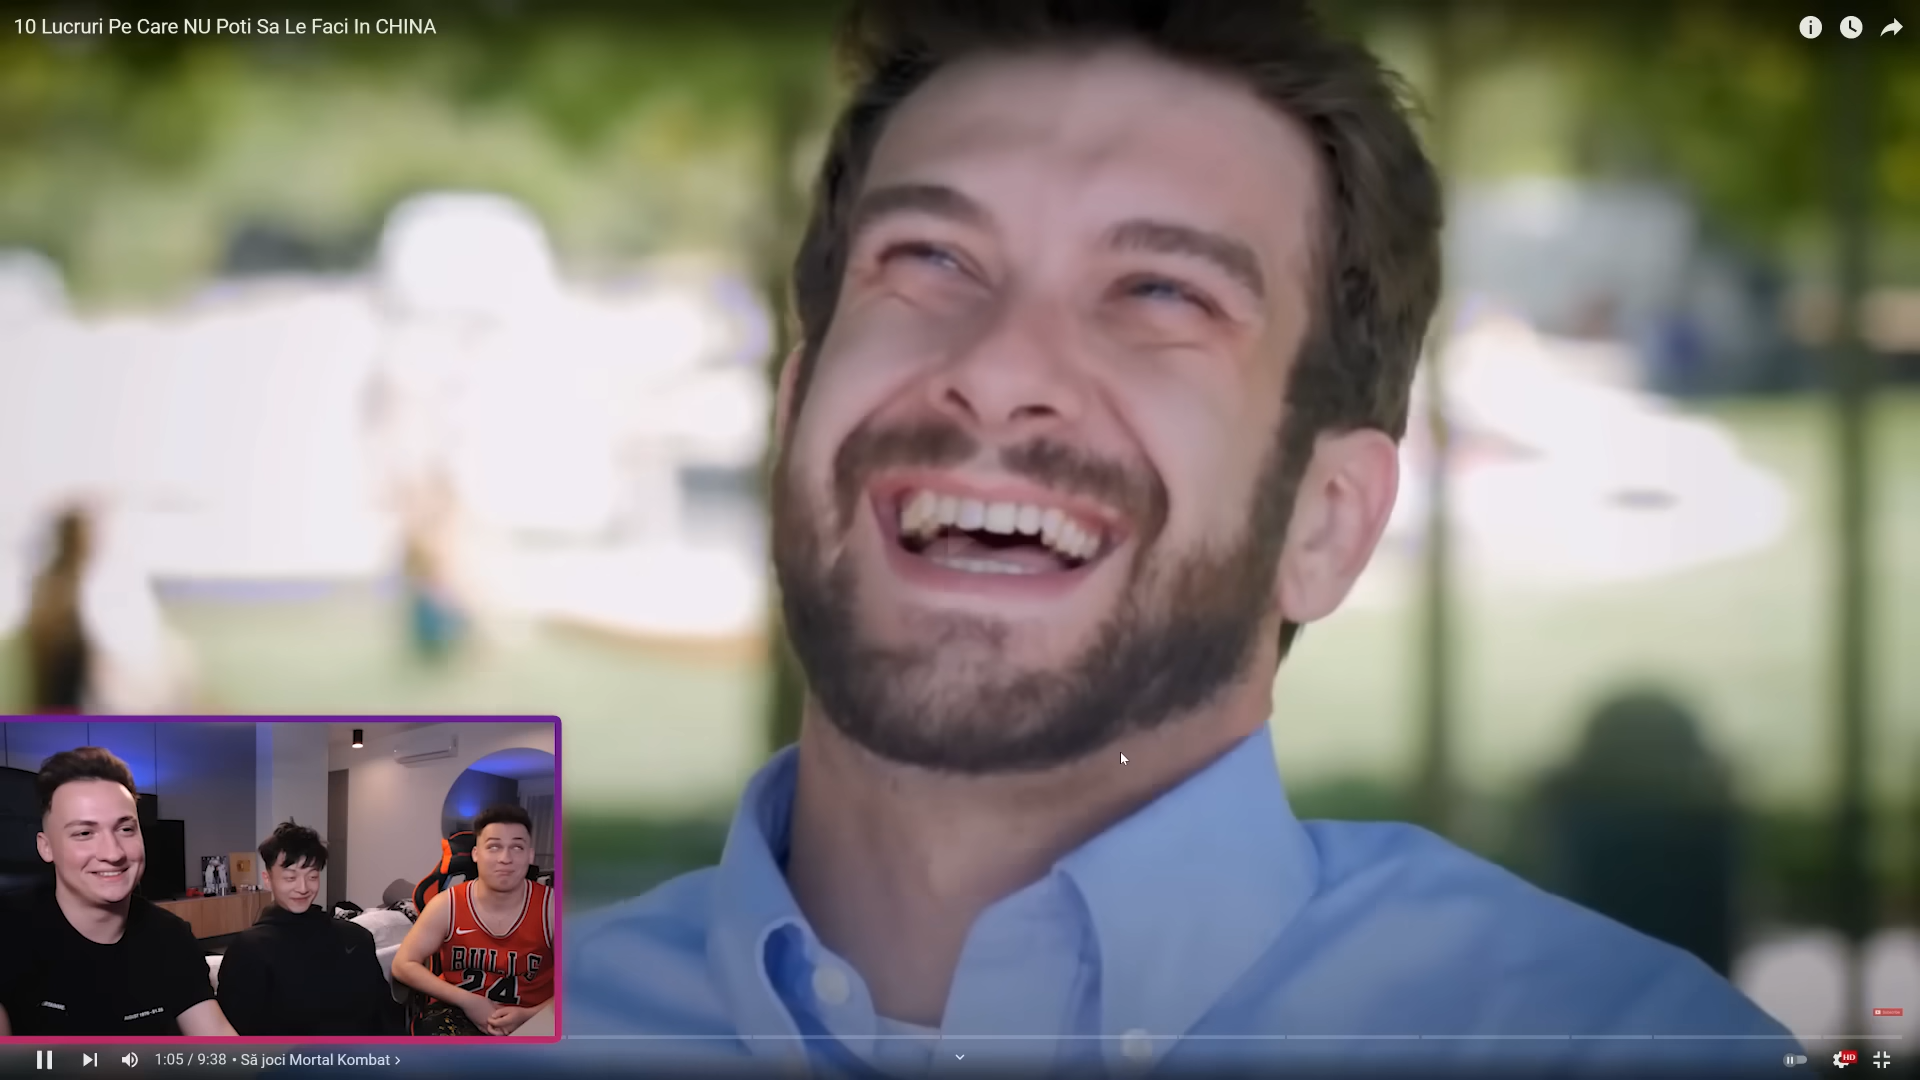 10 Lucruri Pe Care NU Poti Sa Le Faci In CHINA
BULLS
24
1:05 / 9:38 • Să joci Mortal Kombat ›
HD